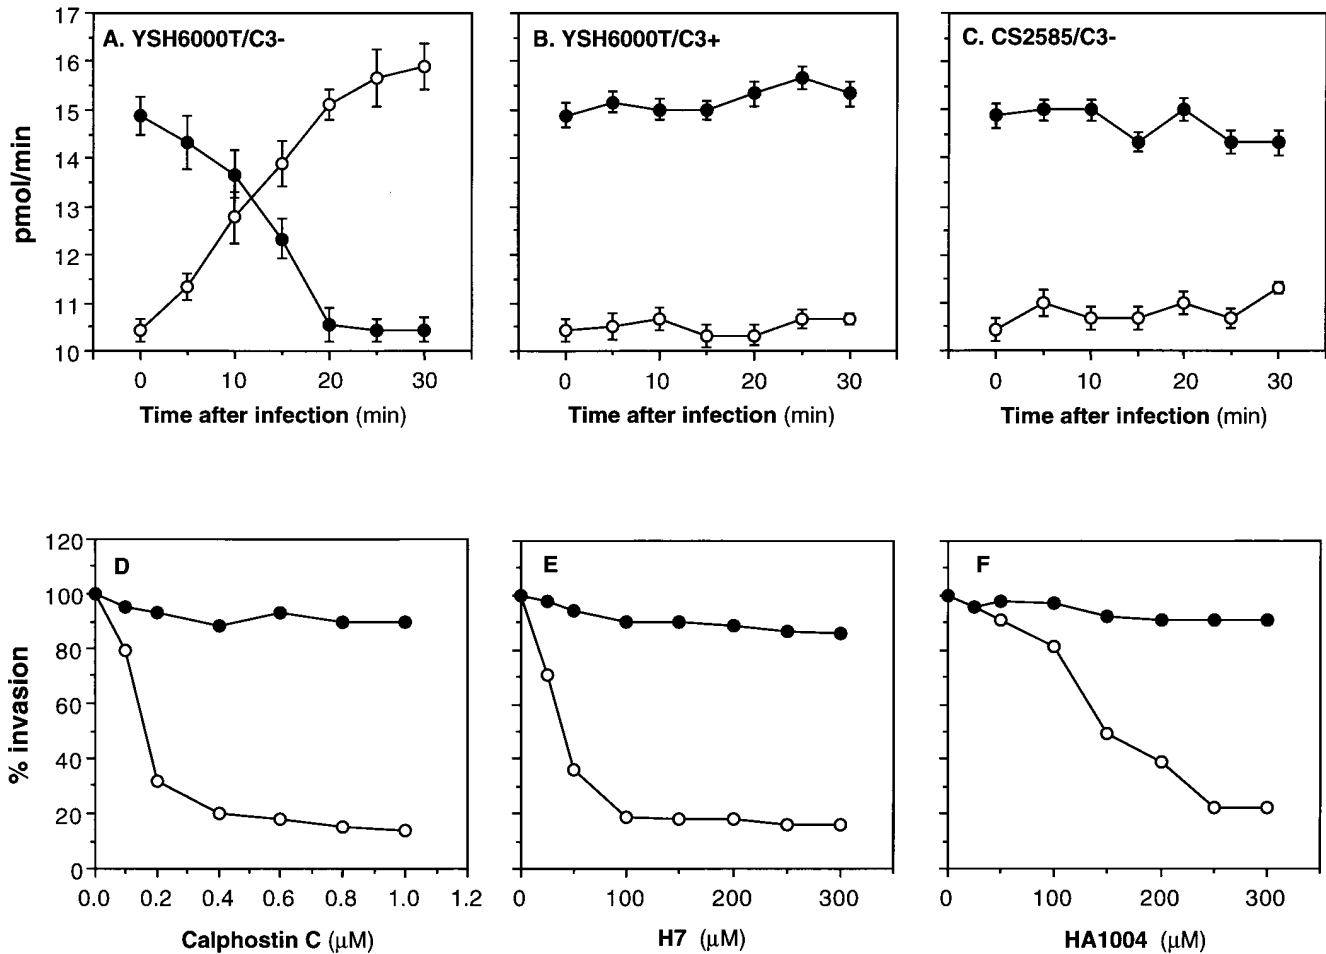 A. YSH6000T/C3-
B. YSH6000T/C3+
C. CS2585/C3-
pmol/min
17
16
15
14
13
12
11
10
0 10 20 30
0 10 20 30
0 10 20 30
Time after infection (min)
Time after infection (min)
Time after infection (min)
D
E
F
% invasion
120
100
80
60
40
20
0
0.0 0.2 0.4 0.6 0.8 1.0 1.2
0 100 200 300
0 100 200 300
Calphostin C (μM)
H7 (μM)
HA1004 (μM)